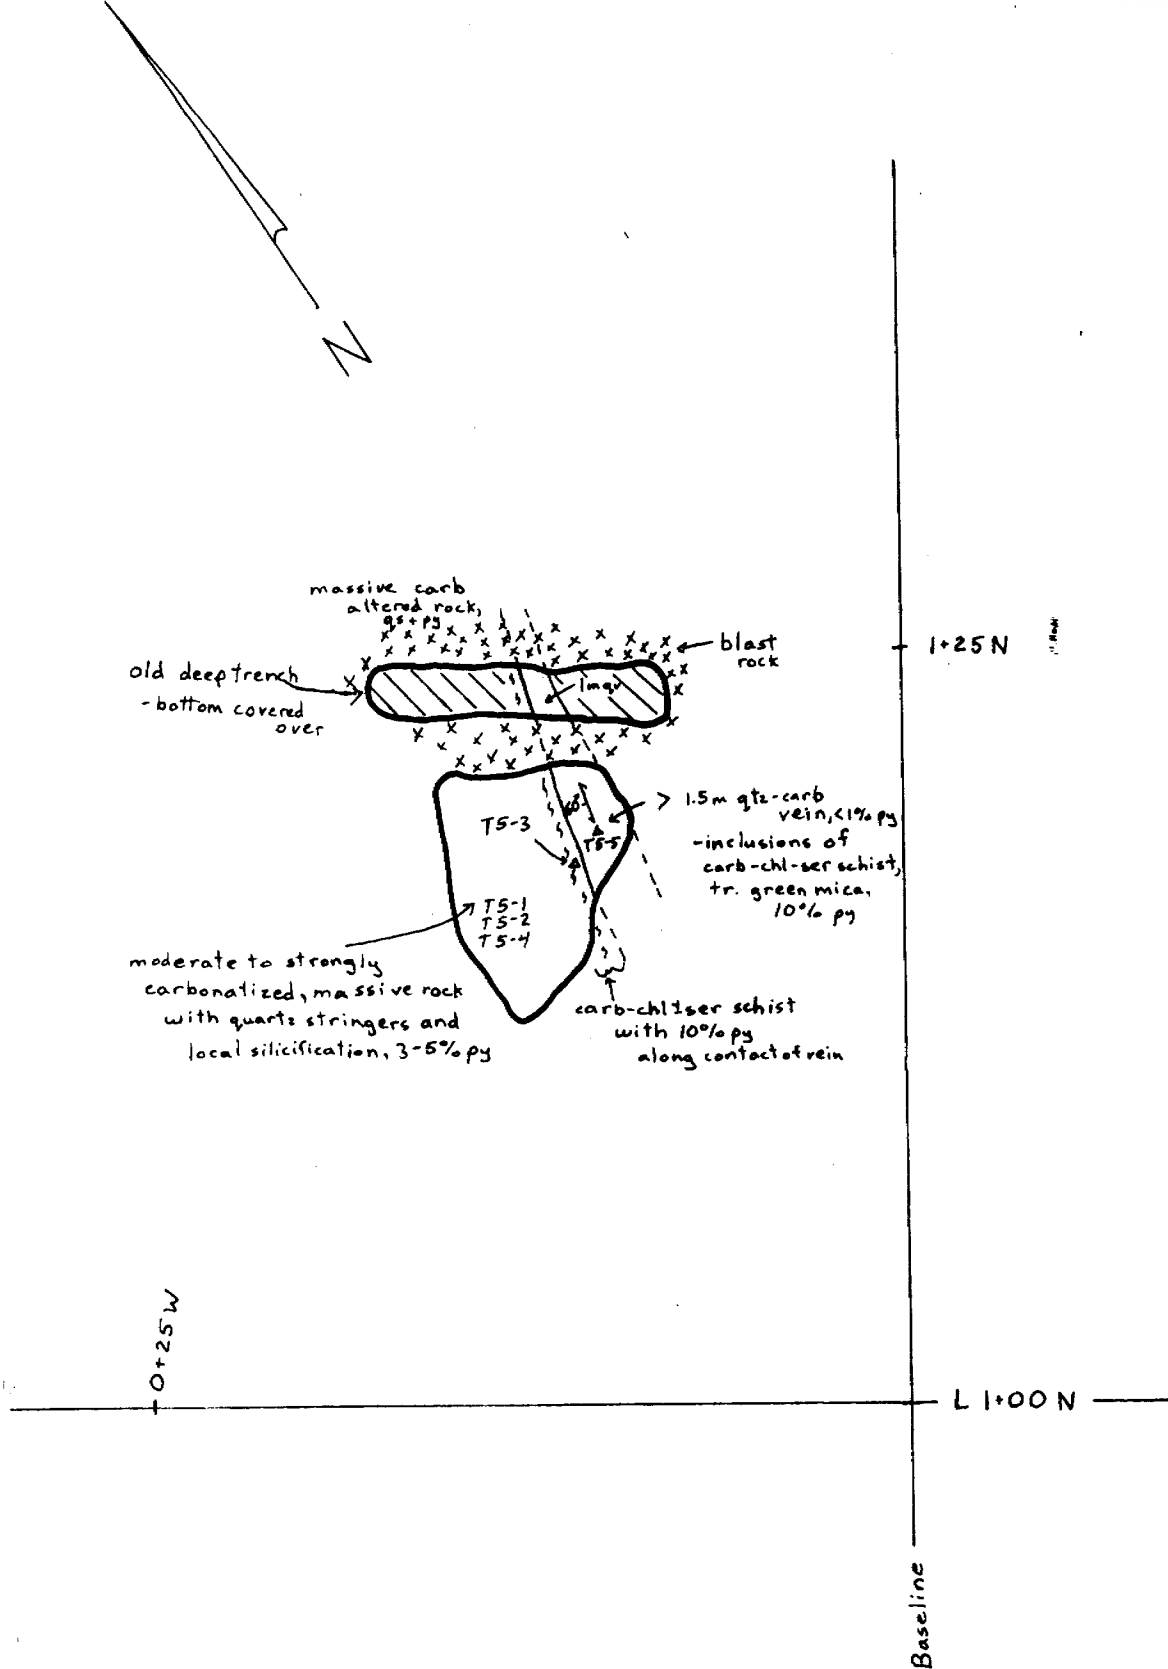 N
massive carb
altered rock,
qs + py
blast
rock
1+25 N
old deep trench
- bottom covered
over
1m qv
> 1.5m qtz-carb
vein, <1% py
- inclusions of
carb-chl-ser schist,
tr. green mica,
10% py
T5-3
T5-5
T5-1
T5-2
T5-4
moderate to strongly
carbonatized, massive rock
with quartz stringers and
local silicification, 3-5% py
carb-chl±ser schist
with 10% py
along contact of vein
0+25W
L 1+00 N
Baseline